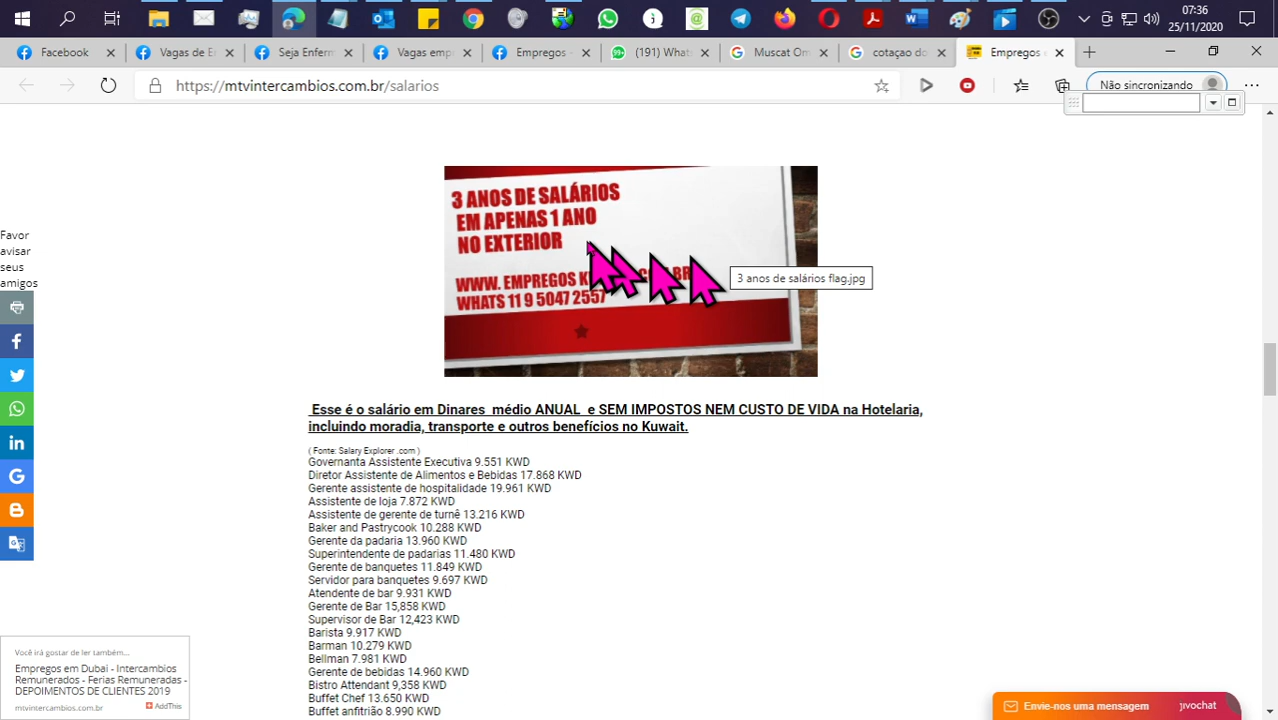 07:36
25/11/2020
Facebook
Vagas de E
Seja Enferm
Vagas emp
Empregos -
(191) What
Muscat Om
cotaçao do
Empregos e
https://mtvintercambios.com.br/salarios
Não sincronizando
Favor
avisar
seus
amigos
3 ANOS DE SALÁRIOS
EM APENAS 1 ANO
NO EXTERIOR
WWW. EMPREGOS
WHATS 11 9 5047 2557
3 anos de salários flag.jpg
Esse é o salário em Dinares médio ANUAL e SEM IMPOSTOS NEM CUSTO DE VIDA na Hotelaria,
incluindo moradia, transporte e outros benefícios no Kuwait.
( Fonte: Salary Explorer .com )
Governanta Assistente Executiva 9.551 KWD
Diretor Assistente de Alimentos e Bebidas 17.868 KWD
Gerente assistente de hospitalidade 19.961 KWD
Assistente de loja 7.872 KWD
Assistente de gerente de turnê 13.216 KWD
Baker and Pastrycook 10.288 KWD
Gerente da padaria 13.960 KWD
Superintendente de padarias 11.480 KWD
Gerente de banquetes 11.849 KWD
Servidor para banquetes 9.697 KWD
Atendente de bar 9.931 KWD
Gerente de Bar 15,858 KWD
Supervisor de Bar 12,423 KWD
Barista 9.917 KWD
Barman 10.279 KWD
Bellman 7.981 KWD
Gerente de bebidas 14.960 KWD
Bistro Attendant 9,358 KWD
Buffet Chef 13.650 KWD
Buffet anfitrião 8.990 KWD
Você irá gostar de ler também...
Empregos em Dubai - Intercambios
Remunerados - Ferias Remuneradas -
DEPOIMENTOS DE CLIENTES 2019
mtvintercambios.com.br
AddThis
Envie-nos uma mensagem
jivochat